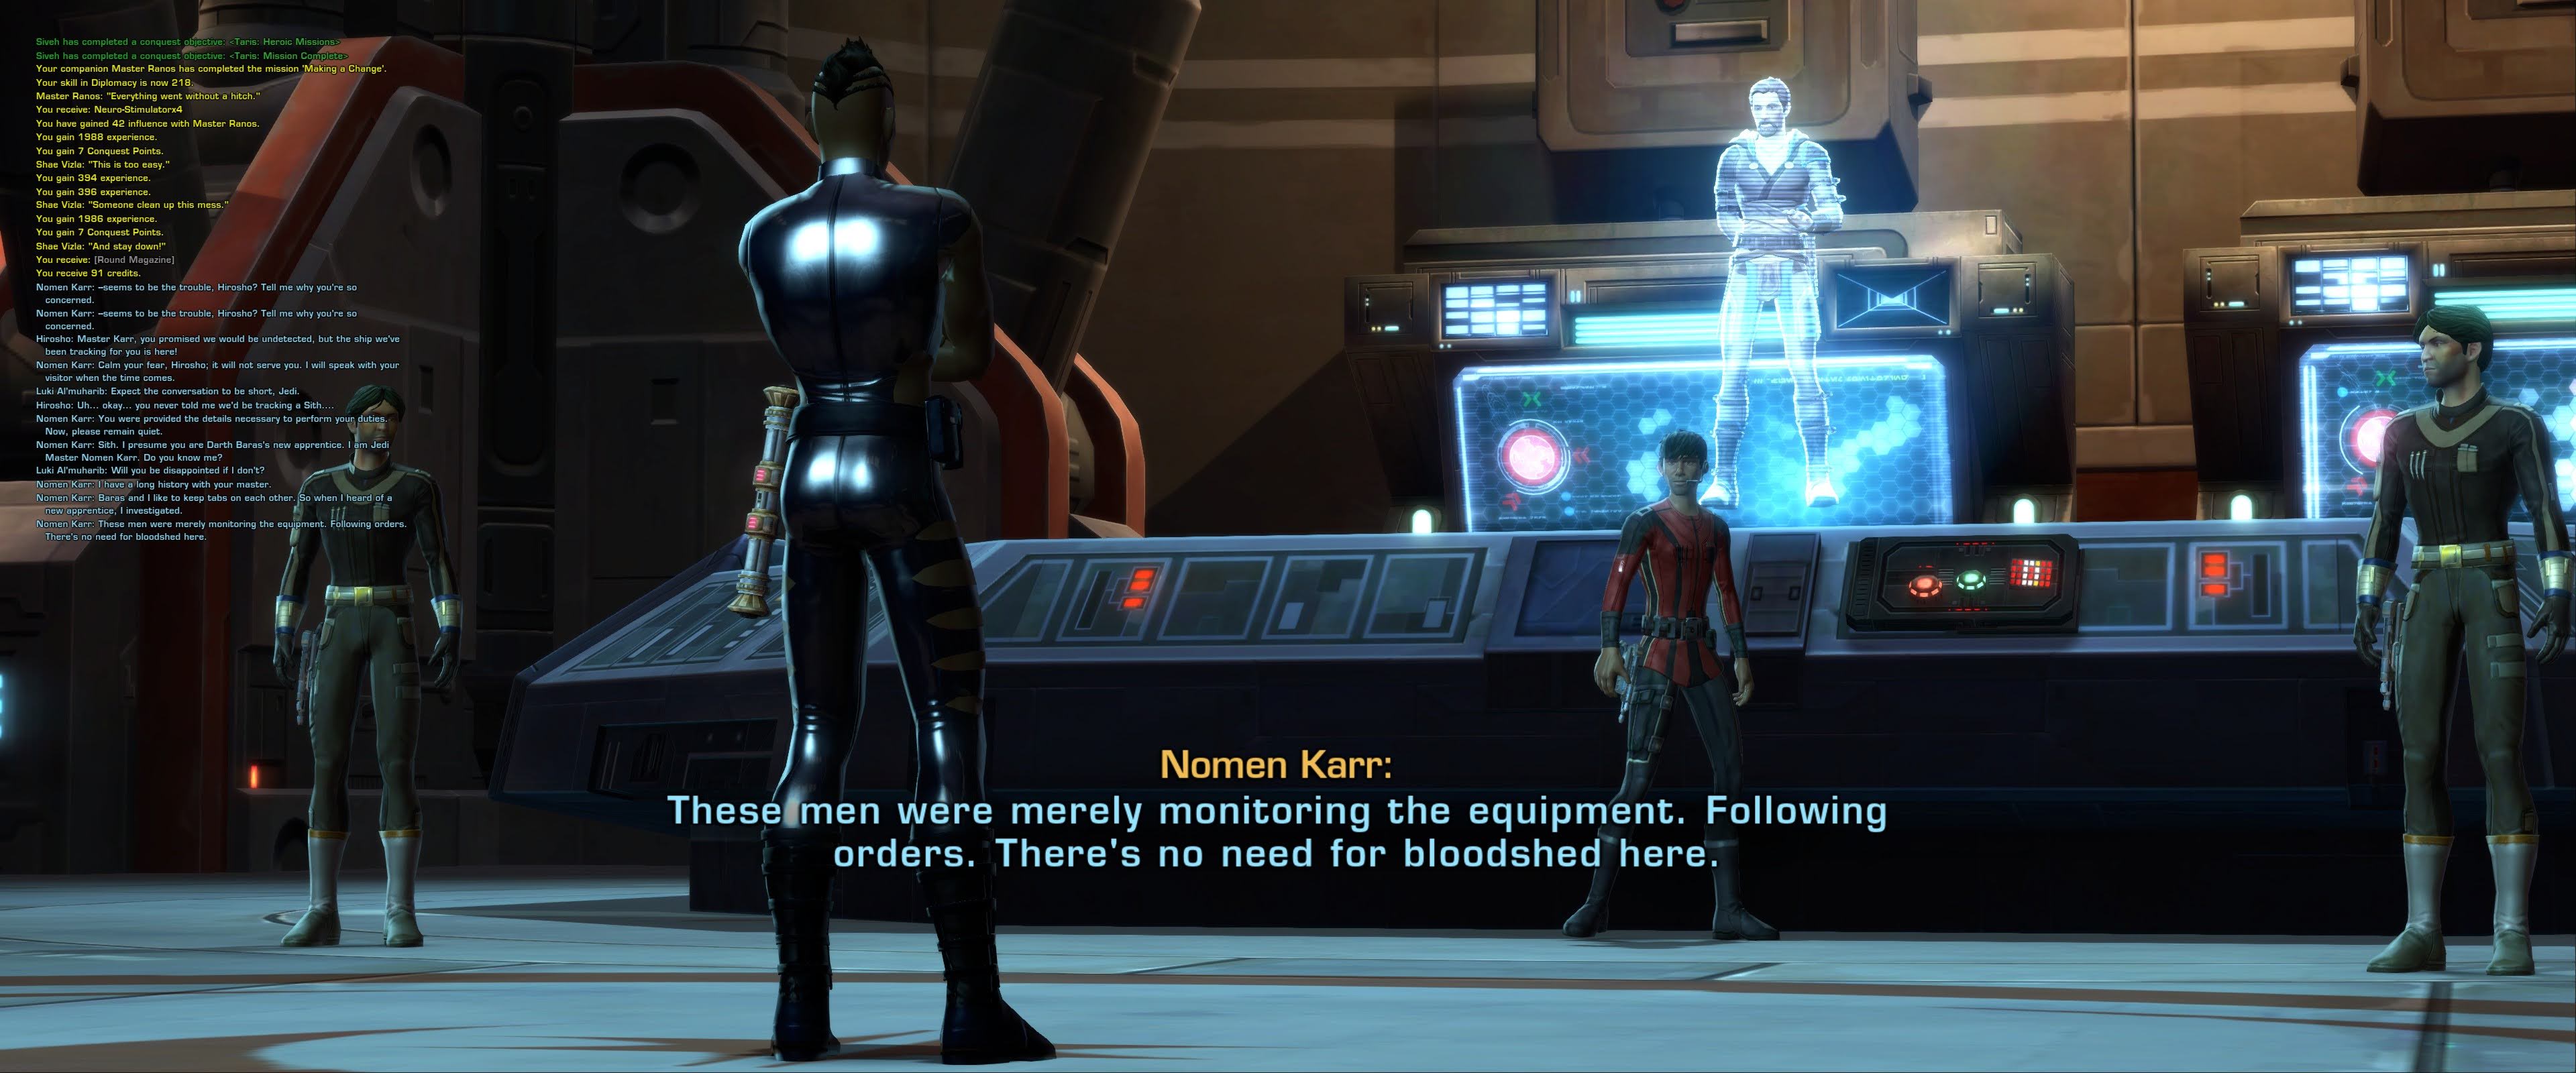 Siveh has completed a conquest objective: <Taris: Heroic Missions>
Siveh has completed a conquest objective: <Taris: Mission Complete>
Your companion Master Ranos has completed the mission 'Making a Change'.
Your skill in Diplomacy is now 218.
Master Ranos: "Everything went without a hitch."
You receive: Neuro-Stimulatorx4
You have gained 42 influence with Master Ranos.
You gain 1988 experience.
You gain 7 Conquest Points.
Shae Vizla: "This is too easy."
You gain 394 experience.
You gain 396 experience.
Shae Vizla: "Someone clean up this mess."
You gain 1986 experience.
You gain 7 Conquest Points.
Shae Vizla: "And stay down!"
You receive: [Round Magazine]
You receive 91 credits.
Nomen Karr: –seems to be the trouble, Hirosho? Tell me why you're so
concerned.
Nomen Karr: –seems to be the trouble, Hirosho? Tell me why you're so
concerned.
Hirosho: Master Karr, you promised we would be undetected, but the ship we've
been tracking for you is here!
Nomen Karr: Calm your fear, Hirosho; it will not serve you. I will speak with your
visitor when the time comes.
Luki Al'muharib: Expect the conversation to be short, Jedi.
Hirosho: Uh... okay... you never told me we'd be tracking a Sith....
Nomen Karr: You were provided the details necessary to perform your duties.
Now, please remain quiet.
Nomen Karr: Sith. I presume you are Darth Baras's new apprentice. I am Jedi
Master Nomen Karr. Do you know me?
Luki Al'muharib: Will you be disappointed if I don't?
Nomen Karr: I have a long history with your master.
Nomen Karr: Baras and I like to keep tabs on each other. So when I heard of a
new apprentice, I investigated.
Nomen Karr: These men were merely monitoring the equipment. Following orders.
There's no need for bloodshed here.
Nomen Karr:
These men were merely monitoring the equipment. Following
orders. There's no need for bloodshed here.